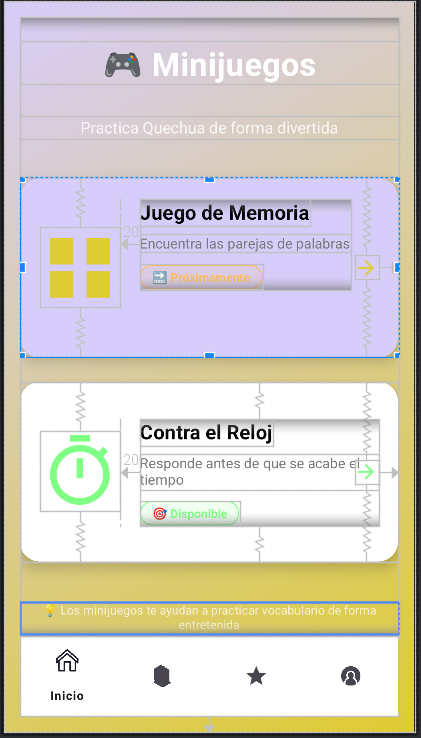 🎮 Minijuegos
Practica Quechua de forma divertida
Juego de Memoria
20
Encuentra las parejas de palabras
🔜 Próximamente
Contra el Reloj
20
Responde antes de que se acabe el
tiempo
🎯 Disponible
💡 Los minijuegos te ayudan a practicar vocabulario de forma
entretenida
Inicio